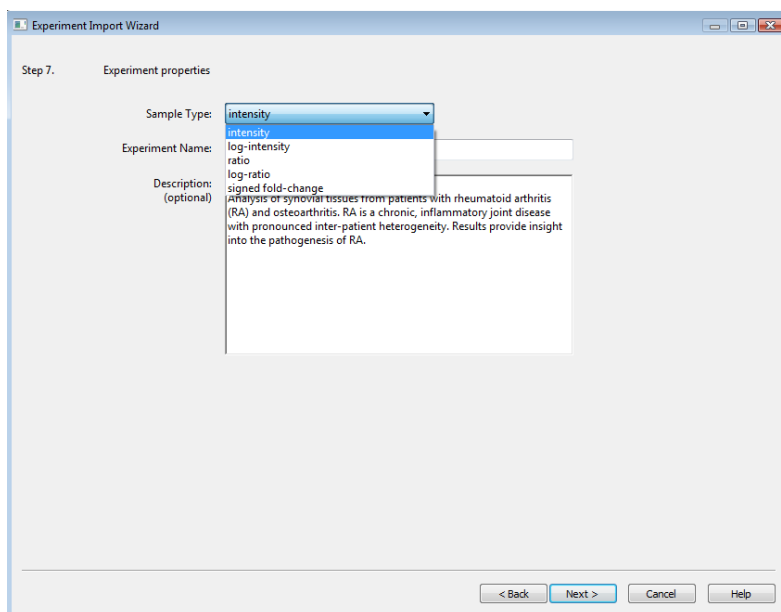 Experiment Import Wizard
Step 7. Experiment properties
Sample Type: intensity
intensity
log-intensity
ratio
log-ratio
signed fold-change
Experiment Name:
Description:
(optional)
Analysis of synovial tissues from patients with rheumatoid arthritis
(RA) and osteoarthritis. RA is a chronic, inflammatory joint disease
with pronounced inter-patient heterogeneity. Results provide insight
into the pathogenesis of RA.
< Back Next > Cancel Help